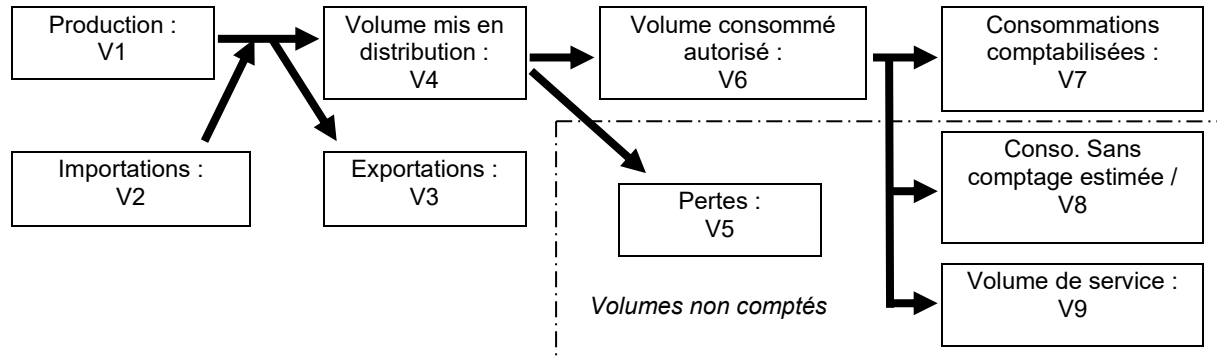 Production :
V1
Volume mis en
distribution :
V4
Volume consommé
autorisé :
V6
Consommations
comptabilisées :
V7
Importations :
V2
Exportations :
V3
Pertes :
V5
Conso. Sans
comptage estimée /
V8
Volumes non comptés
Volume de service :
V9